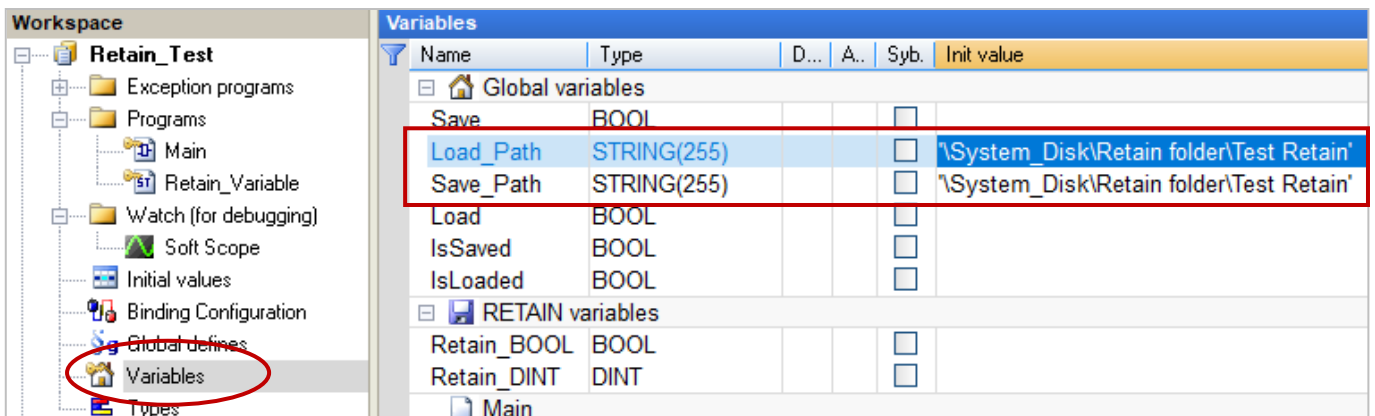 Workspace
Retain_Test
Exception programs
Programs
Main
Retain_Variable
Watch (for debugging)
Soft Scope
Initial values
Binding Configuration
Global defines
Variables
Types
Variables
Name Type D... A.. Syb. Init value
Global variables
Save BOOL
Load_Path STRING(255) '\System_Disk\Retain folder\Test Retain'
Save_Path STRING(255) '\System_Disk\Retain folder\Test Retain'
Load BOOL
IsSaved BOOL
IsLoaded BOOL
RETAIN variables
Retain_BOOL BOOL
Retain_DINT DINT
Main